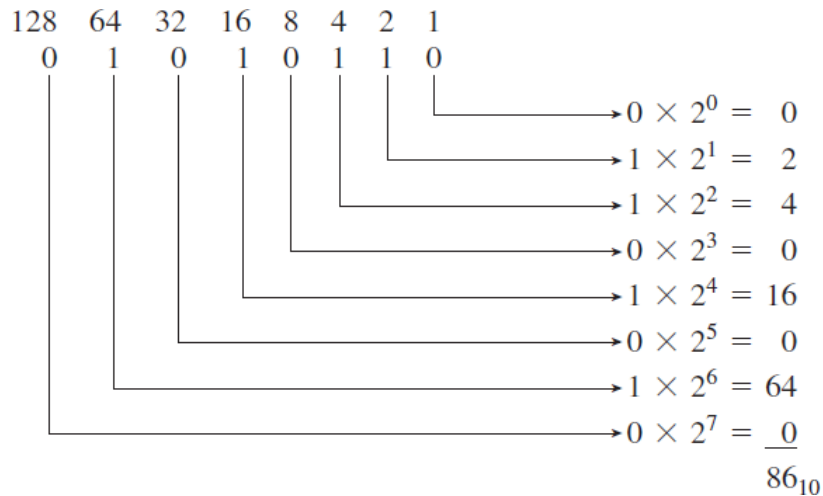 128 64 32 16 8 4 2 1
0 1 0 1 0 1 1 0
0 × 2⁰ = 0
1 × 2¹ = 2
1 × 2² = 4
0 × 2³ = 0
1 × 2⁴ = 16
0 × 2⁵ = 0
1 × 2⁶ = 64
0 × 2⁷ = 0
86₁₀